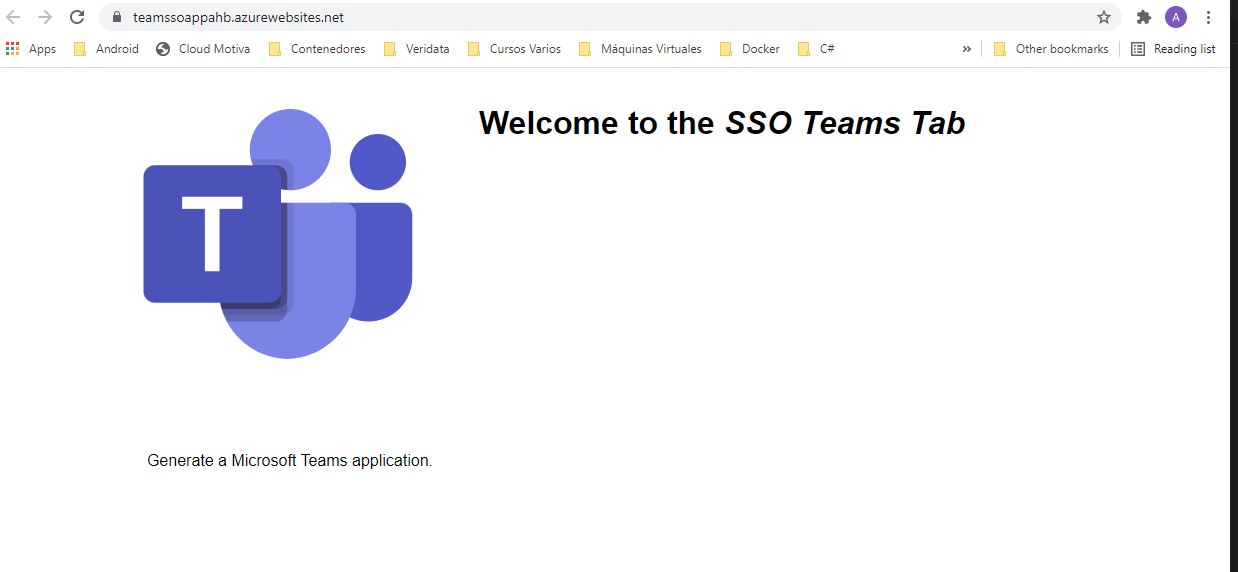 teamssoappahb.azurewebsites.net
A
Apps Android Cloud Motiva Contenedores Veridata Cursos Varios Máquinas Virtuales Docker C# » Other bookmarks Reading list
Welcome to the SSO Teams Tab
T
Generate a Microsoft Teams application.